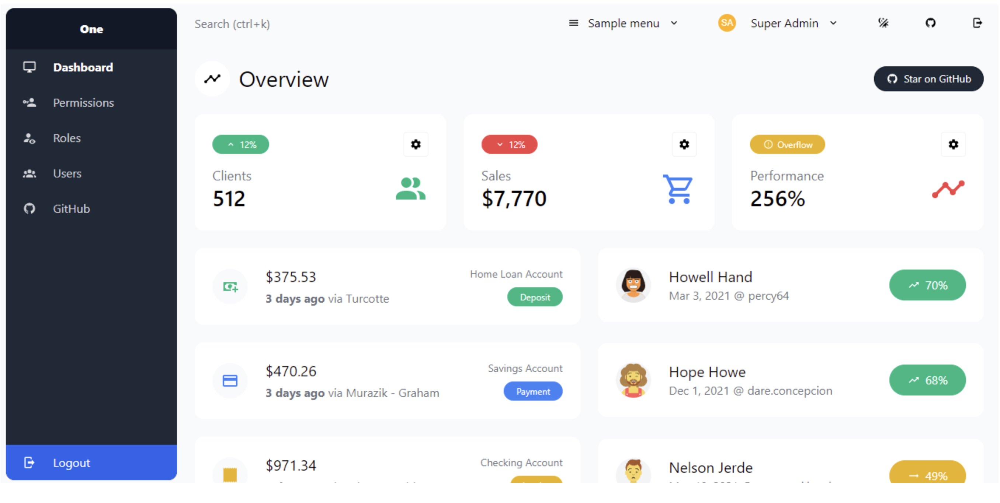 One
Dashboard
Permissions
Roles
Users
GitHub
Logout
Search (ctrl+k)
Sample menu
SA
Super Admin
Overview
Star on GitHub
12%
Clients
512
12%
Sales
$7,770
Overflow
Performance
256%
$375.53
3 days ago via Turcotte
Home Loan Account
Deposit
$470.26
3 days ago via Murazik - Graham
Savings Account
Payment
$971.34
Checking Account
Howell Hand
Mar 3, 2021 @ percy64
70%
Hope Howe
Dec 1, 2021 @ dare.concepcion
68%
Nelson Jerde
49%